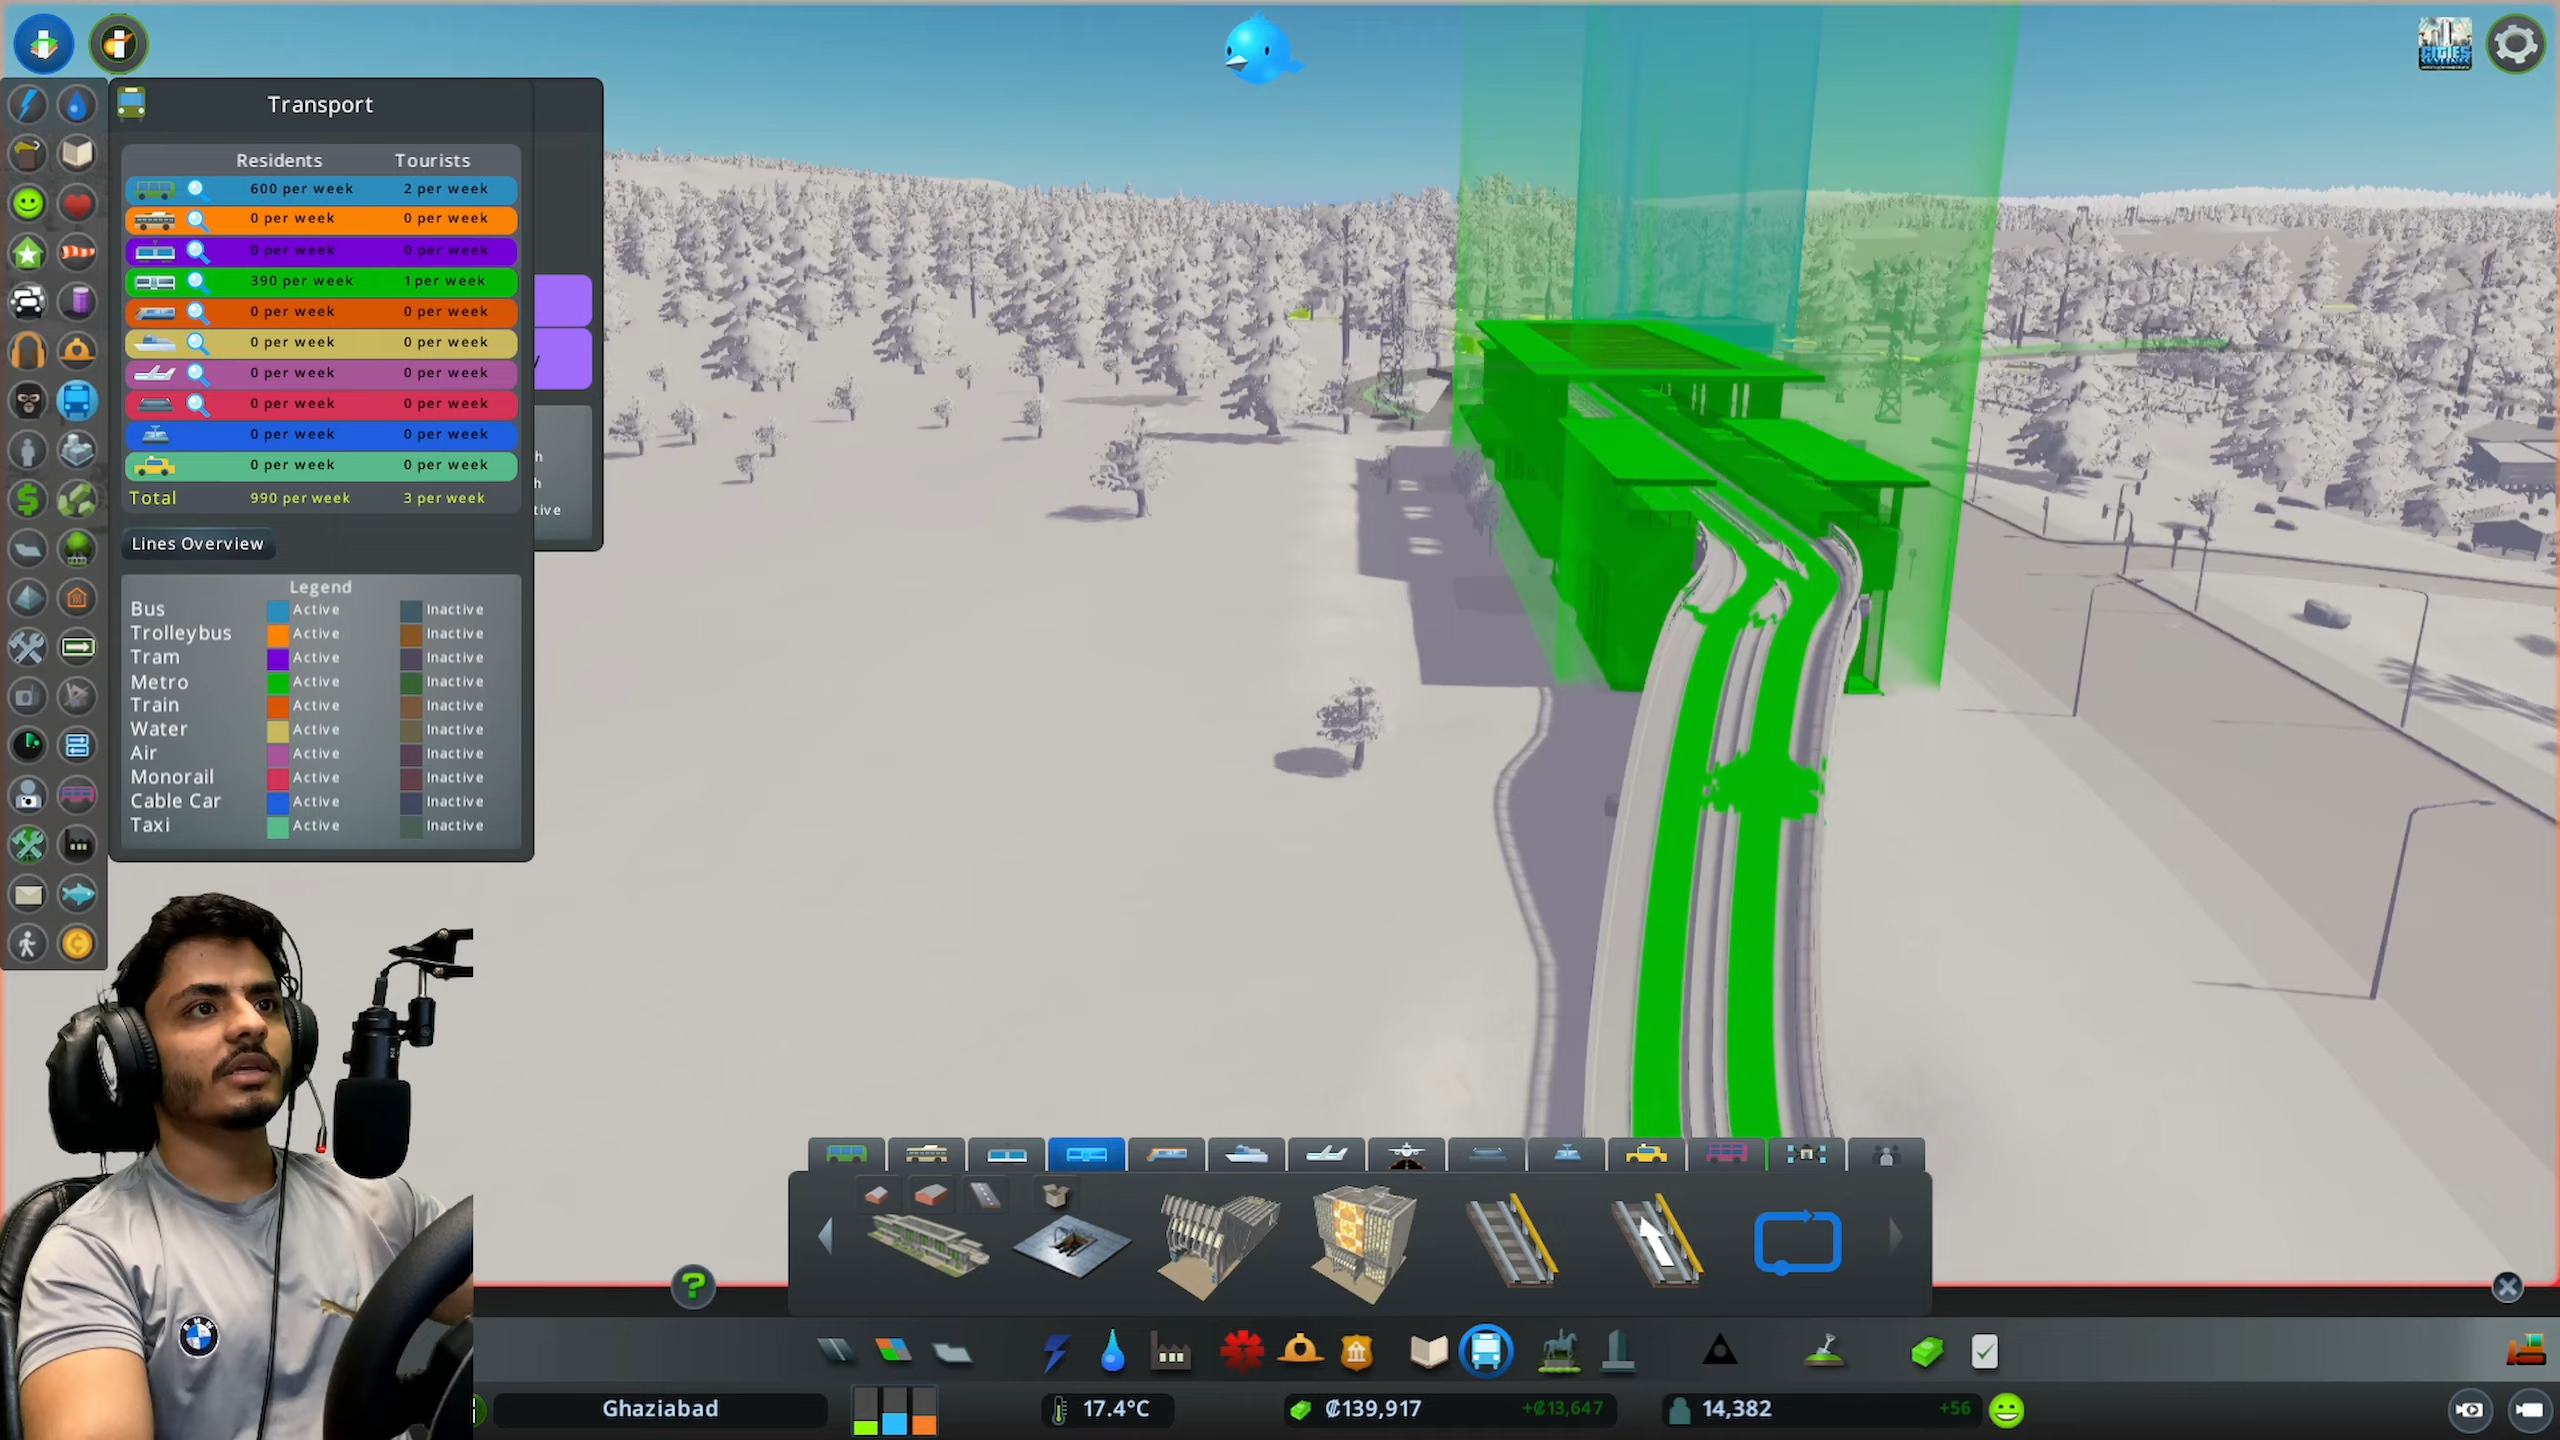 CITIES
SKYLINES
Transport
Residents Tourists
600 per week 2 per week
0 per week 0 per week
0 per week 0 per week
390 per week 1 per week
0 per week 0 per week
0 per week 0 per week
0 per week 0 per week
0 per week 0 per week
0 per week 0 per week
0 per week 0 per week
Total 990 per week 3 per week
Lines Overview
Legend
Bus Active Inactive
Trolleybus Active Inactive
Tram Active Inactive
Metro Active Inactive
Train Active Inactive
Water Active Inactive
Air Active Inactive
Monorail Active Inactive
Cable Car Active Inactive
Taxi Active Inactive
y
h
h
tive
BMW
?
Ghaziabad
17.4°C
₡139,917
+₡13,647
14,382
+56